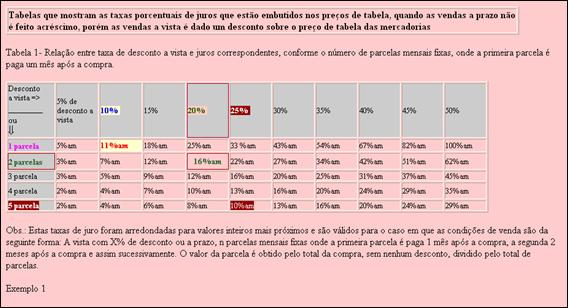 Tabelas que mostram as taxas porcentuais de juros que estão embutidos nos preços de tabela, quando as vendas a prazo não
é feito acréscimo, porém as vendas a vista é dado um desconto sobre o preço de tabela das mercadorias
Tabela 1- Relação entre taxa de desconto a vista e juros correspondentes, conforme o número de parcelas mensais fixas, onde a primeira parcela é
paga um mês após a compra.
Desconto a vista => ou ⇓ 5% de desconto a vista 10% 15% 20% 25% 30% 35% 40% 45% 50%
1 parcela 5%am 11%am 18%am 25%am 33 %am 43%am 54%am 67%am 82%am 100%am
2 parcelas 3%am 7%am 12%am 16%am 22%am 27%am 34%am 42%am 51%am 62%am
3 parcela 3%am 5%am 9%am 12%am 16%am 20%am 25%am 31%am 37%am 45%am
4 parcela 2%am 4%am 7%am 10%am 13%am 16%am 20%am 24%am 29%am 35%am
5 parcela 2%am 4%am 6%am 8%am 10%am 13%am 16%am 20%am 24%am 29%am
Obs.: Estas taxas de juro foram arredondadas para valores inteiros mais próximos e são válidos para o caso em que as condições de venda são da
seguinte forma: A vista com X% de desconto ou a prazo, n parcelas mensais fixas onde a primeira parcela é paga 1 mês após a compra, a segunda 2
meses após a compra e assim sucessivamente. O valor da parcela é obtido pelo total da compra, sem nenhum desconto, dividido pelo total de
parcelas.
Exemplo 1